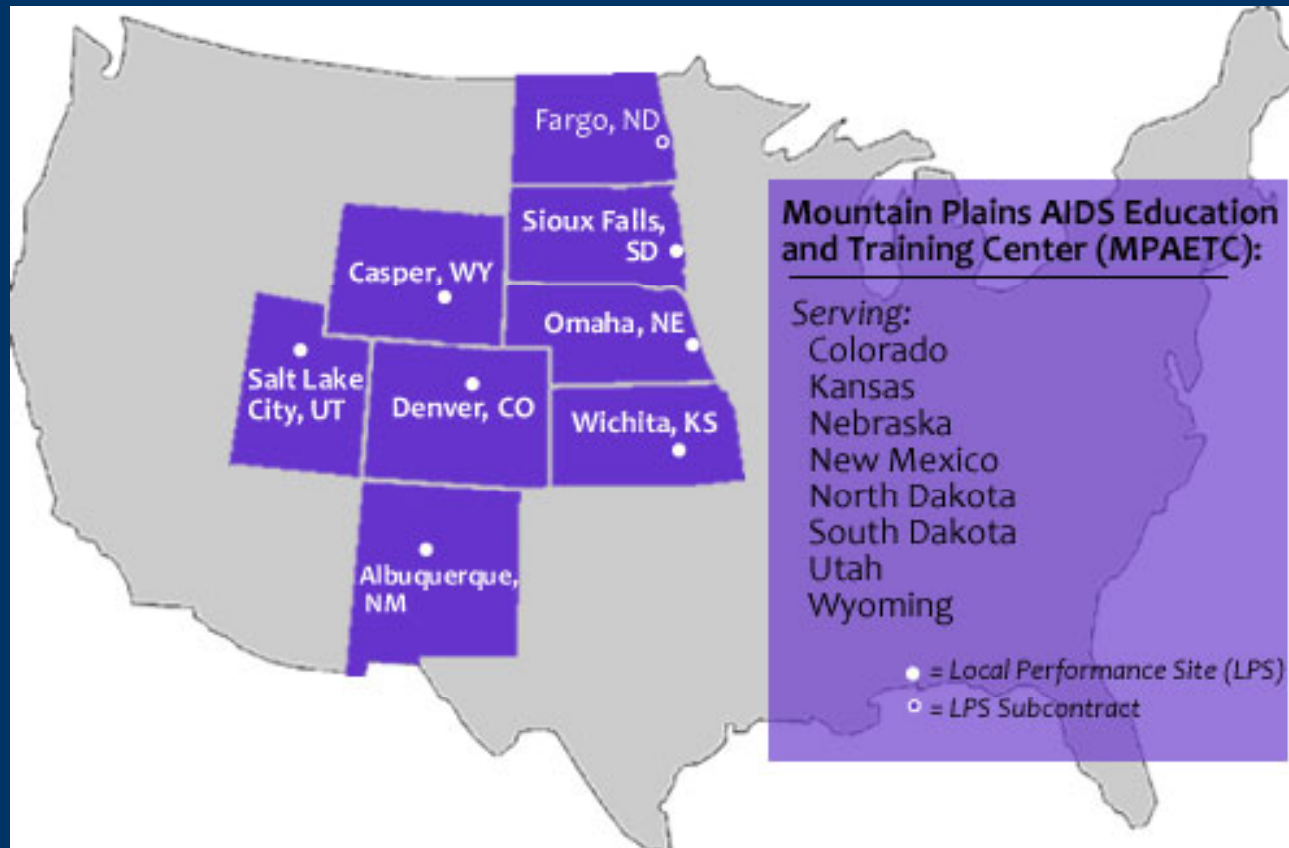 Fargo, ND
Sioux Falls,
SD
Casper, WY
Omaha, NE
Salt Lake
City, UT
Denver, CO
Wichita, KS
Albuquerque,
NM
Mountain Plains AIDS Education
and Training Center (MPAETC):
Serving:
Colorado
Kansas
Nebraska
New Mexico
North Dakota
South Dakota
Utah
Wyoming
= Local Performance Site (LPS)
= LPS Subcontract